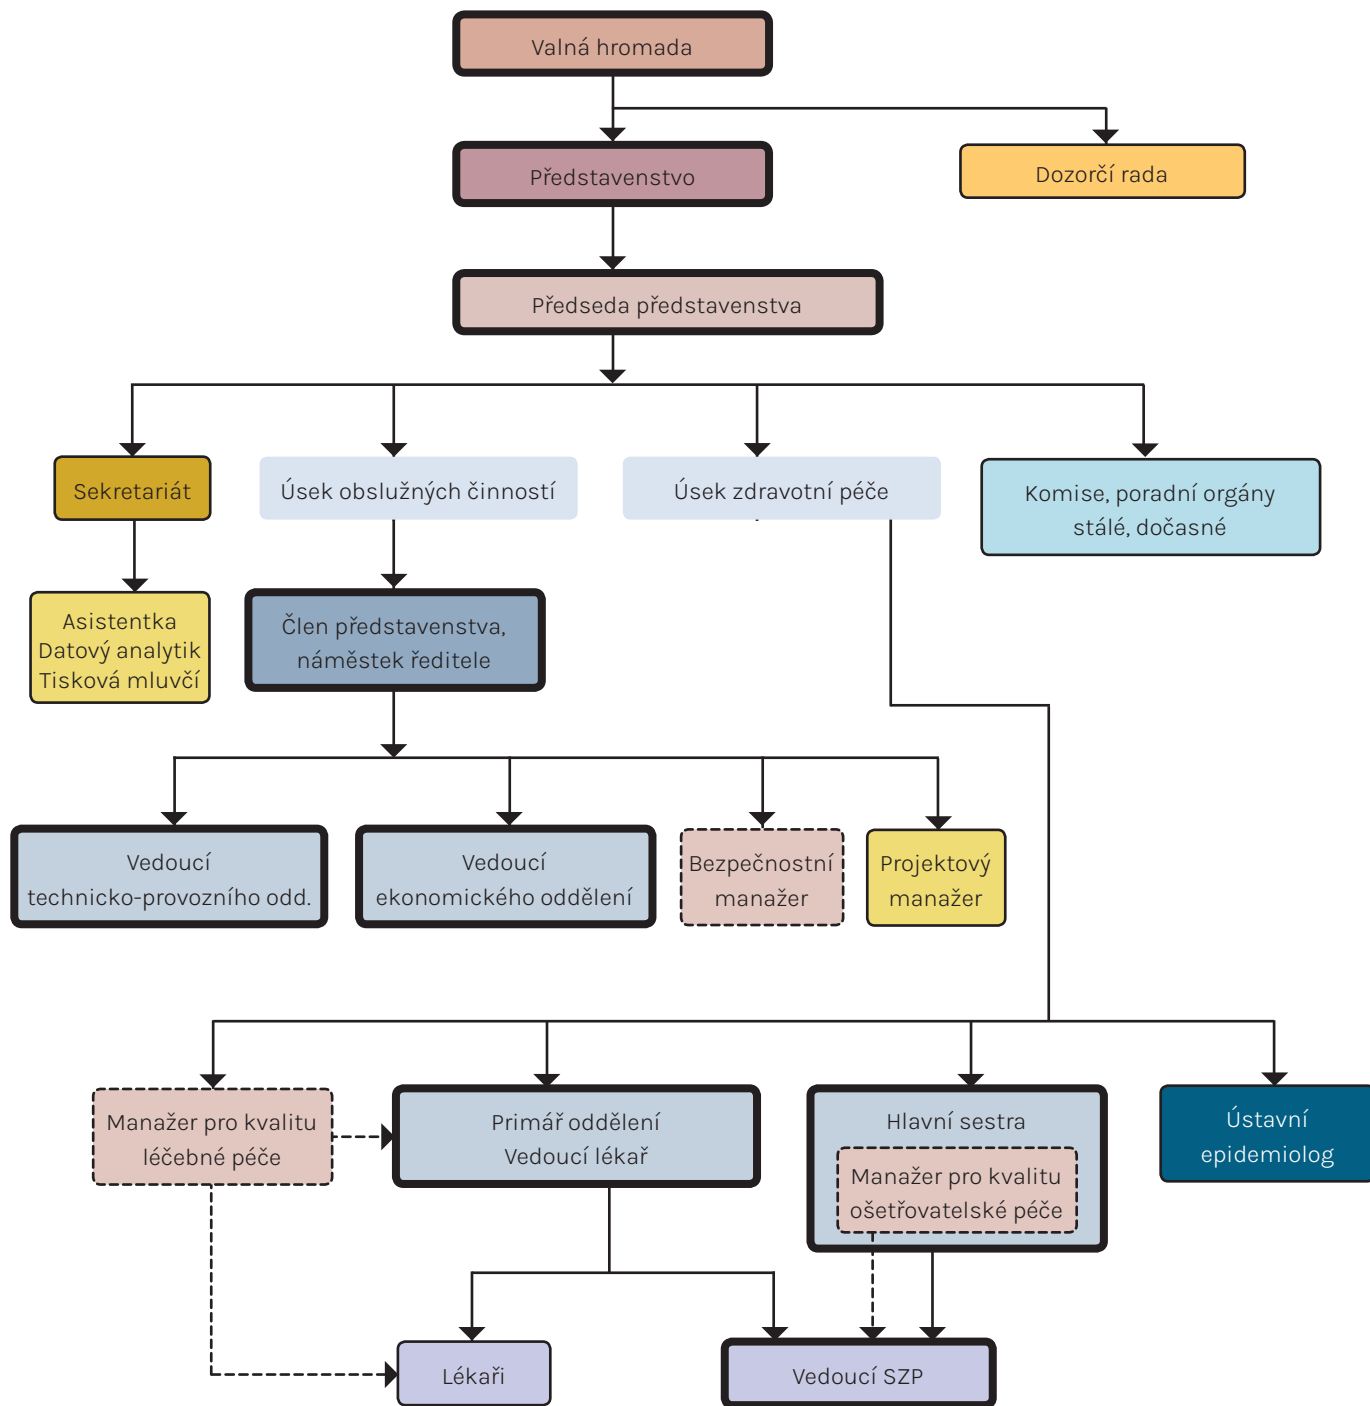 Valná hromada
Představenstvo
Dozorčí rada
Předseda představenstva
Sekretariát
Úsek obslužných činností
Úsek zdravotní péče
Komise, poradní orgány
stálé, dočasné
Asistentka
Datový analytik
Tisková mluvčí
Člen představenstva,
náměstek ředitele
Vedoucí
technicko-provozního odd.
Vedoucí
ekonomického oddělení
Bezpečnostní
manažer
Projektový
manažer
Manažer pro kvalitu
léčebné péče
Primář oddělení
Vedoucí lékař
Hlavní sestra
Manažer pro kvalitu
ošetřovatelské péče
Ústavní
epidemiolog
Lékaři
Vedoucí SZP